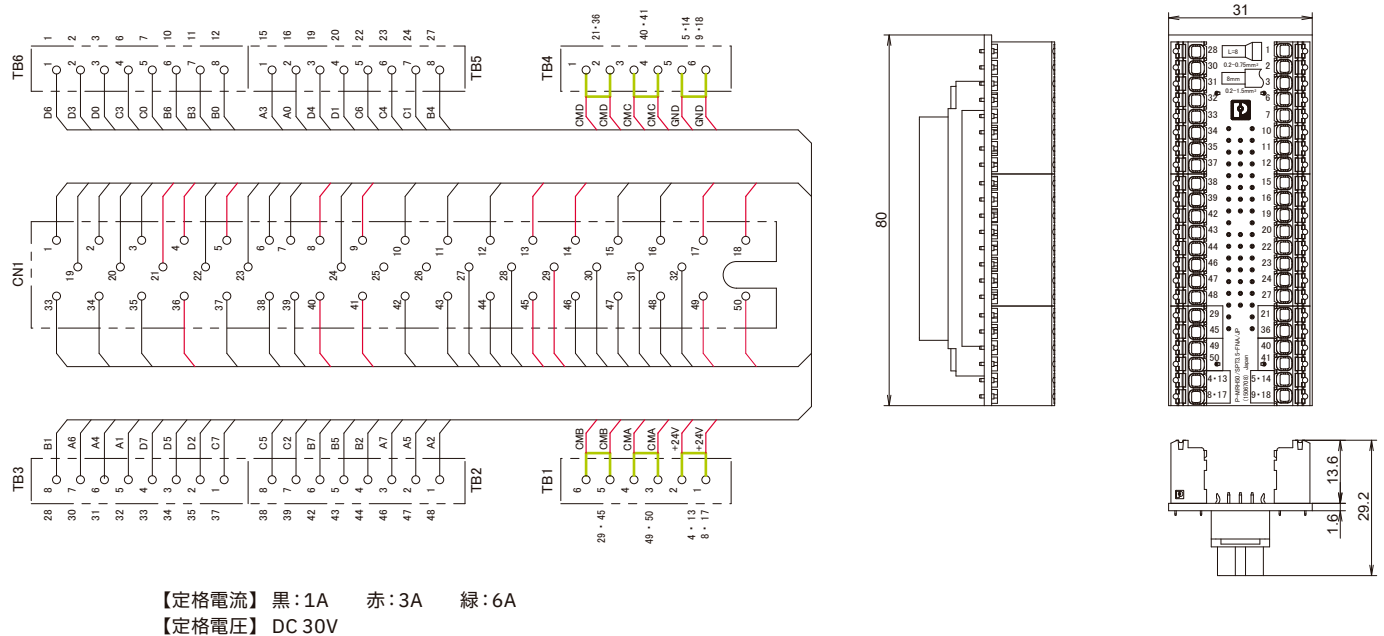 1 2 3 6 7 10 11 12 15 16 19 20 22 23 24 27 21・36 40・41 5・14 9・18
TB6 1 2 3 4 5 6 7 8 1 2 3 4 5 6 7 8 TB5 TB4 1 2 3 4 5 6
D6 D3 D0 C3 C0 B6 B3 B0 A3 A0 D4 D1 C6 C4 C1 B4 CMD CMD CMC CMC GND GND
CN1
1 2 3 4 5 6 7 8 9 10 11 12 13 14 15 16 17 18
19 20 21 22 23 24 25 26 27 28 29 30 31 32
33 34 35 36 37 38 39 40 41 42 43 44 45 46 47 48 49 50
B1 A6 A4 A1 D7 D5 D2 C7 C5 C2 B7 B5 B2 A7 A5 A2 CMB CMB CMA CMA +24V +24V
TB3 8 7 6 5 4 3 2 1 8 7 6 5 4 3 2 1 TB2 TB1 6 5 4 3 2 1
28 30 31 32 33 34 35 37 38 39 42 43 44 46 47 48 29・45 49・50 4・13 8・17
【定格電流】 黒:1A 赤:3A 緑:6A
【定格電圧】 DC 30V
80
31
28 L=8 1
30 0.2-0.75mm² 2
31 8mm 3
0.2-1.5mm²
32 6
33 7
34 10
35 11
37 12
38 15
39 16
42 19
43 20
44 22
46 23
47 24
48 27
29 21
45 36
49 40
50 41
4・13 5・14
8・17 9・18
Japan
13.6
1.6
29.2